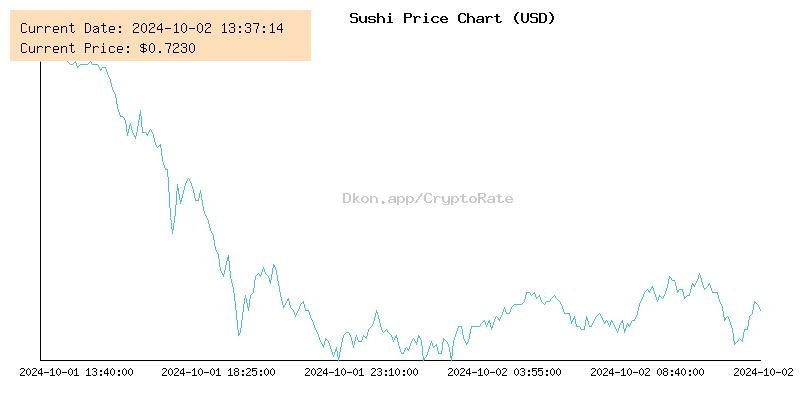 Sushi Price Chart (USD)
Current Date: 2024-10-02 13:37:14
Current Price: $0.7230
Dkon.app/CryptoRate
2024-10-01 13:40:00 2024-10-01 18:25:00 2024-10-01 23:10:00 2024-10-02 03:55:00 2024-10-02 08:40:00 2024-10-02